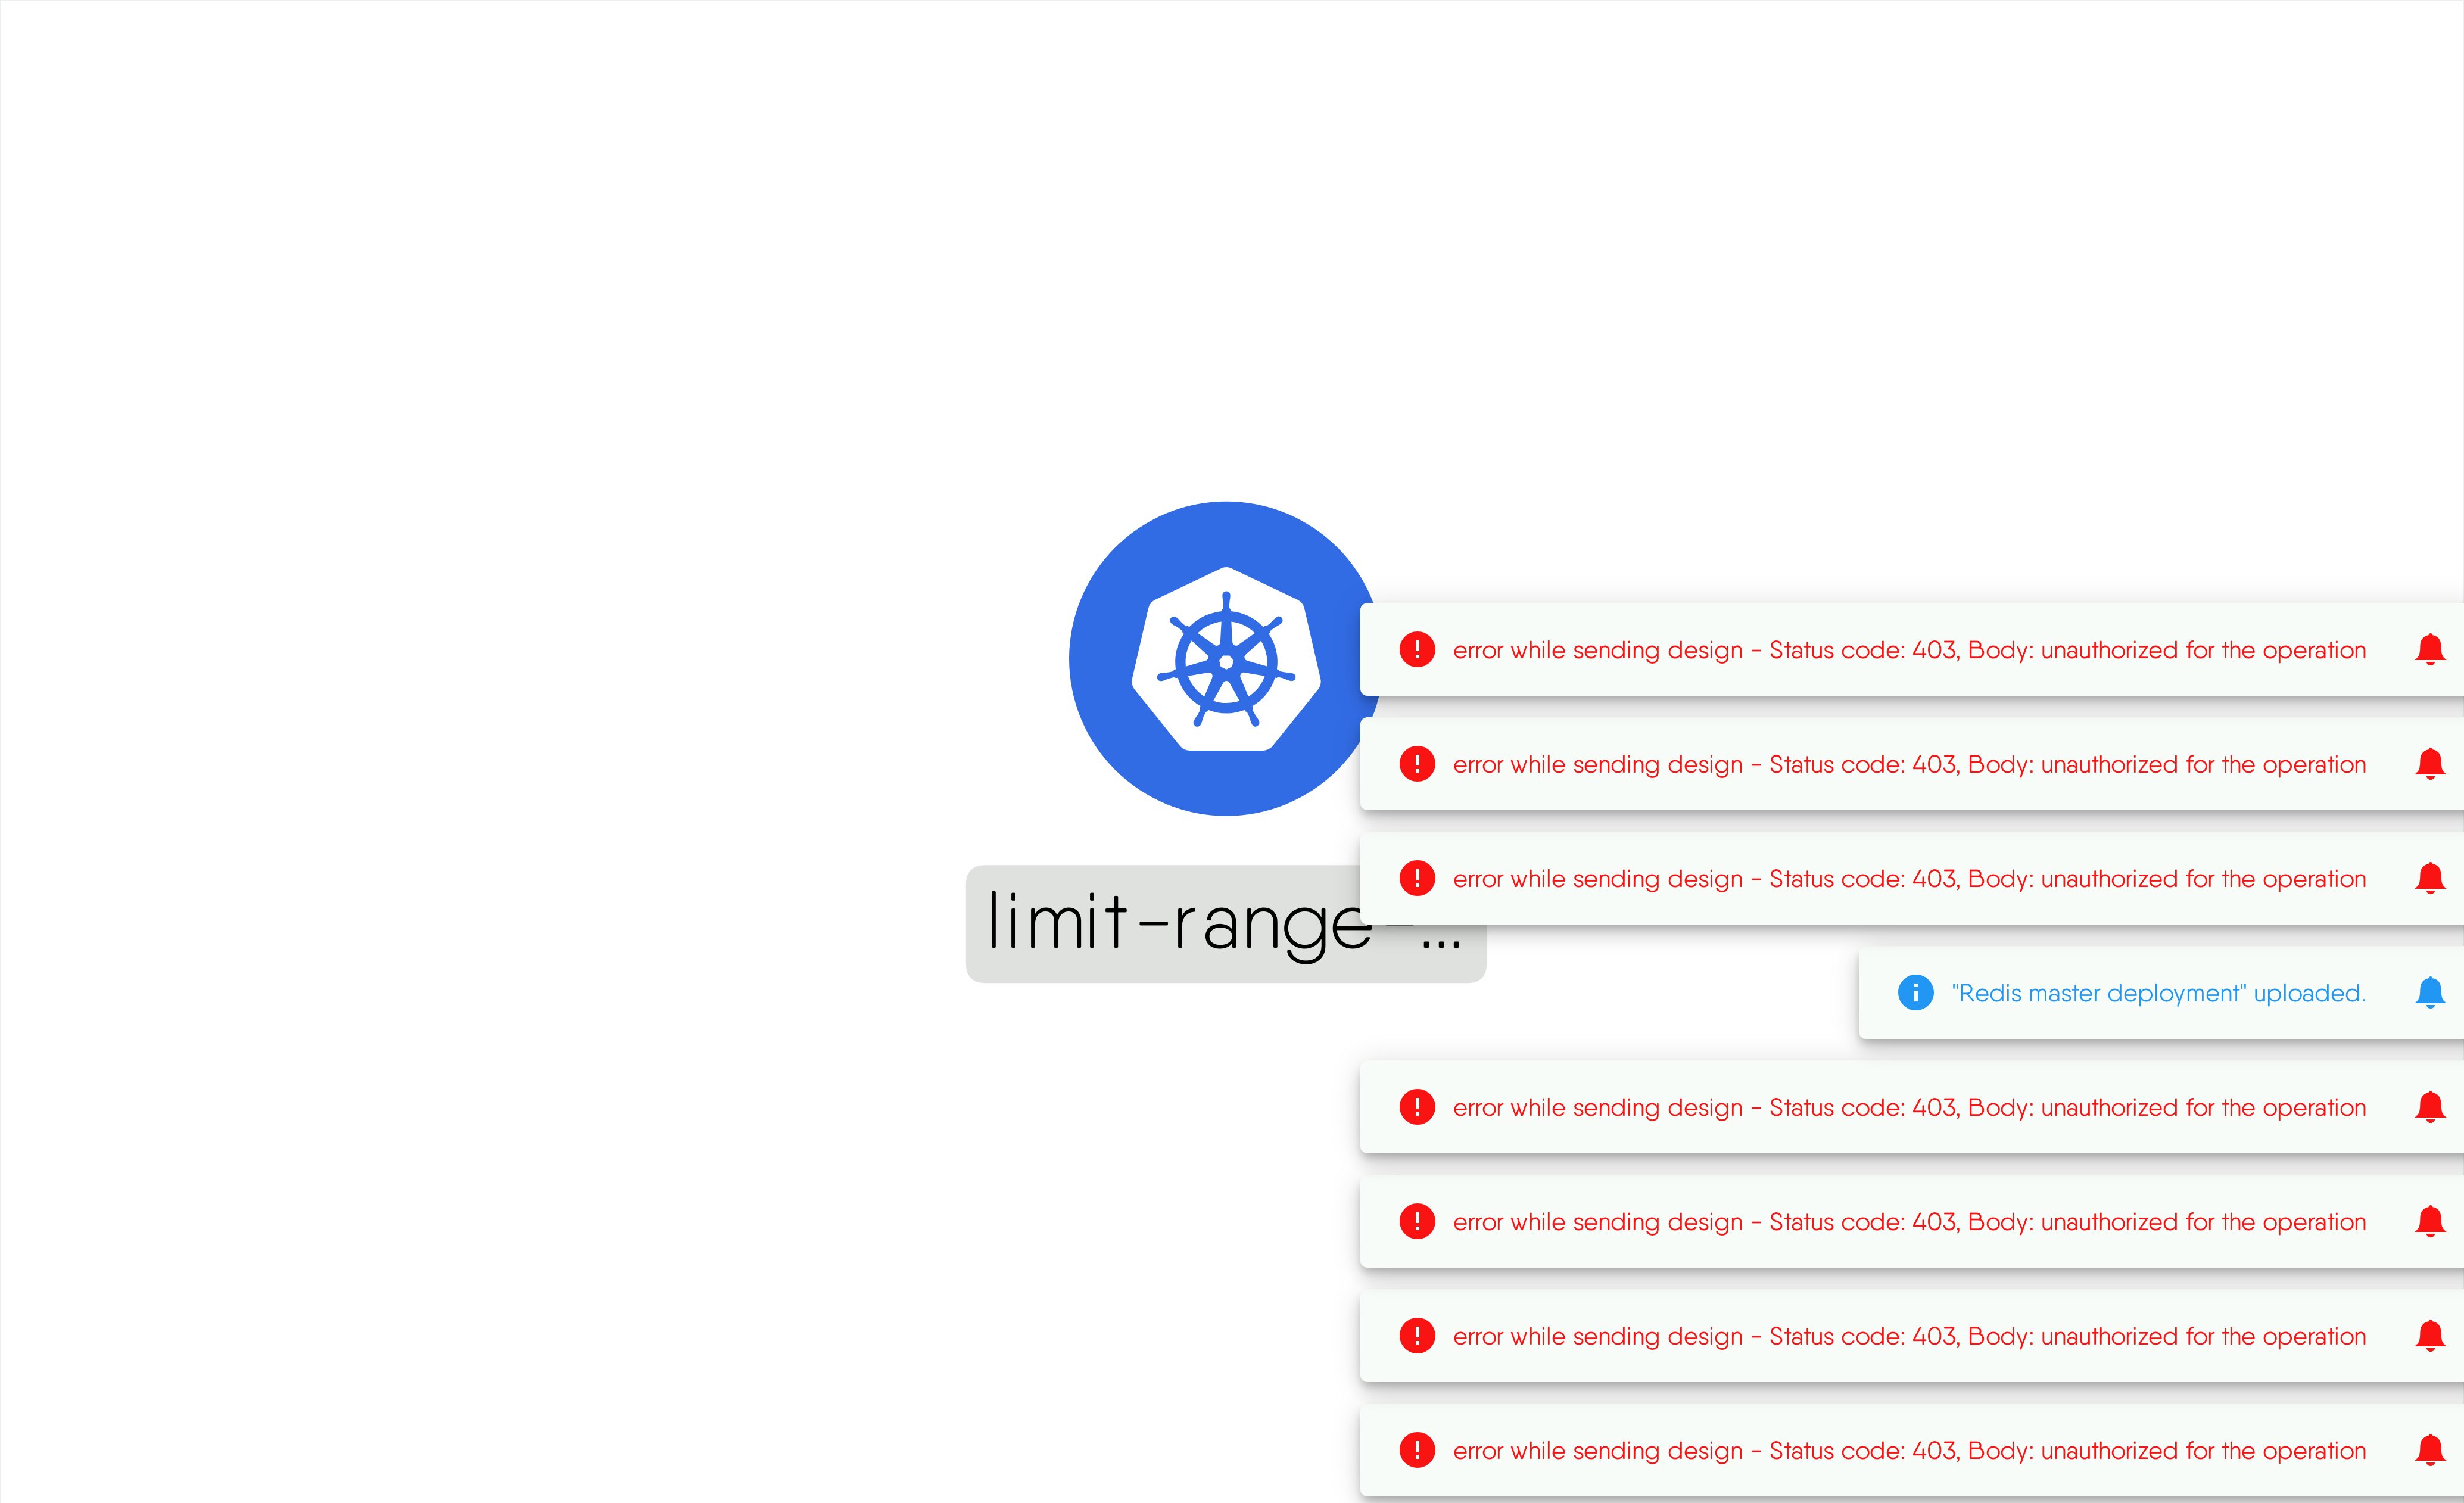 error while sending design - Status code: 403, Body: unauthorized for the operation
error while sending design - Status code: 403, Body: unauthorized for the operation
error while sending design - Status code: 403, Body: unauthorized for the operation
limit-range-...
"Redis master deployment" uploaded.
error while sending design - Status code: 403, Body: unauthorized for the operation
error while sending design - Status code: 403, Body: unauthorized for the operation
error while sending design - Status code: 403, Body: unauthorized for the operation
error while sending design - Status code: 403, Body: unauthorized for the operation